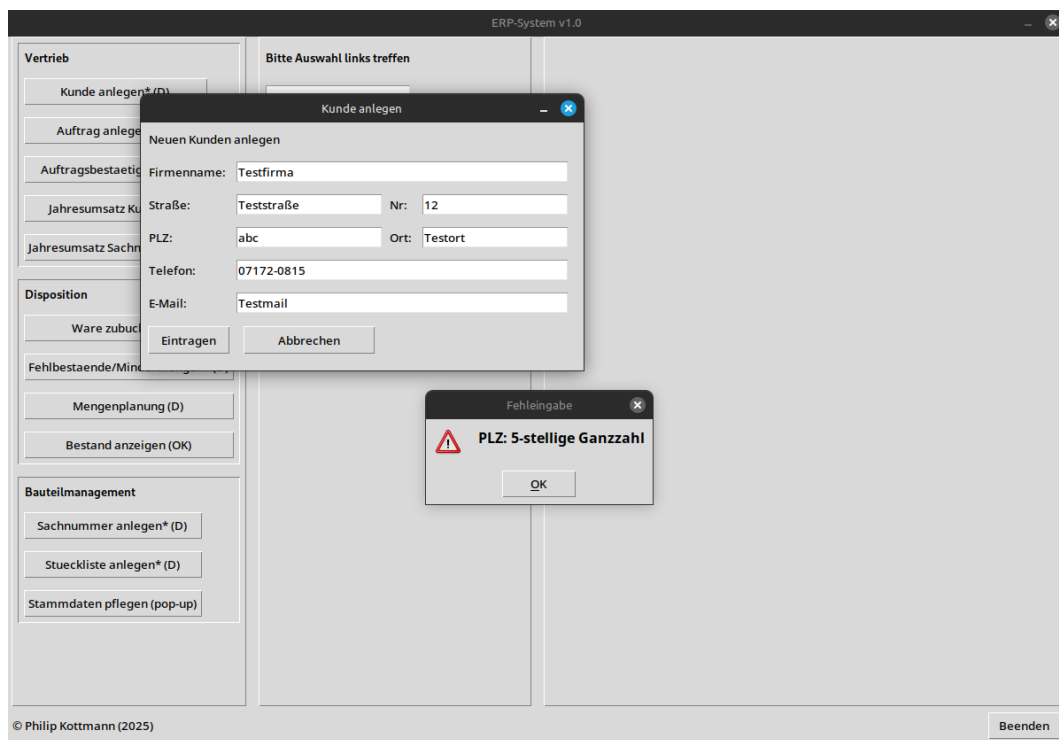 ERP-System v1.0
Vertrieb
Kunde anlegen* (D)
Auftrag anlege
Auftragsbestaetig
Jahresumsatz Ku
Jahresumsatz Sachn
Disposition
Ware zubuc
Fehlbestaende/Mind
Mengenplanung (D)
Bestand anzeigen (OK)
Bauteilmanagement
Sachnummer anlegen* (D)
Stueckliste anlegen* (D)
Stammdaten pflegen (pop-up)
Bitte Auswahl links treffen
Kunde anlegen
Neuen Kunden anlegen
Firmenname: Testfirma
Straße: Teststraße Nr: 12
PLZ: abc Ort: Testort
Telefon: 07172-0815
E-Mail: Testmail
Eintragen Abbrechen
Fehleingabe
PLZ: 5-stellige Ganzzahl
OK
© Philip Kottmann (2025)
Beenden